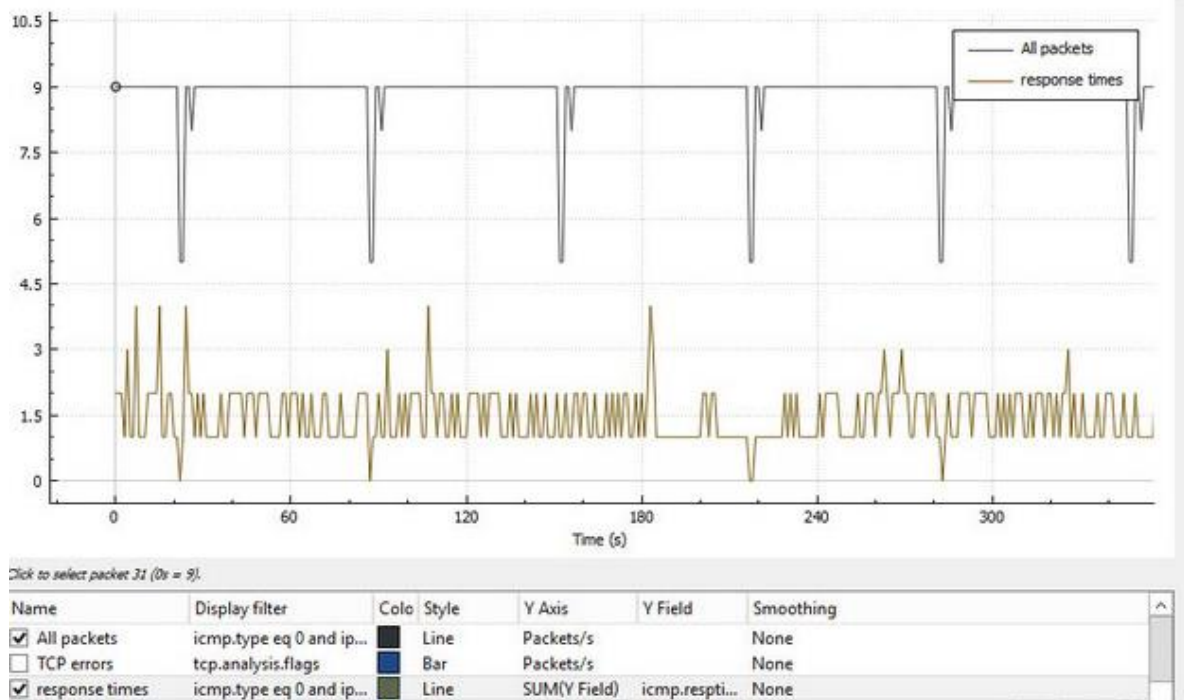 10.5
9
7.5
6
4.5
3
1.5
0
All packets
response times
0 60 120 180 240 300
Time (s)
Click to select packet 31 (0s = 9).
Name Display filter Colo Style Y Axis Y Field Smoothing
All packets icmp.type eq 0 and ip... Line Packets/s None
TCP errors tcp.analysis.flags Bar Packets/s None
response times icmp.type eq 0 and ip... Line SUM(Y Field) icmp.respti... None